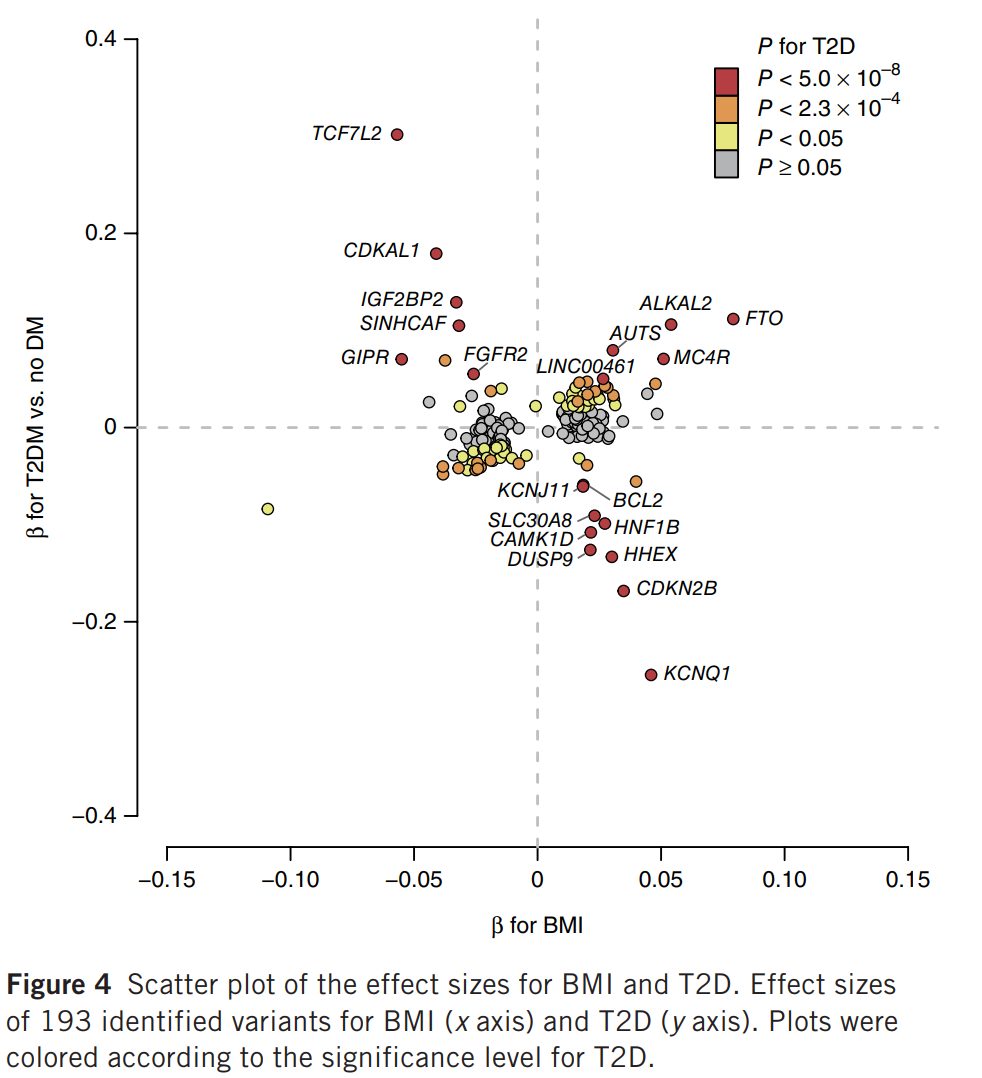 0.4
0.2
0
−0.2
−0.4
β for T2DM vs. no DM
P for T2D
P < 5.0 × 10⁻⁸
P < 2.3 × 10⁻⁴
P < 0.05
P ≥ 0.05
TCF7L2
CDKAL1
IGF2BP2
SINHCAF
GIPR
FGFR2
ALKAL2
FTO
AUTS
MC4R
LINC00461
KCNJ11
BCL2
SLC30A8
HNF1B
CAMK1D
DUSP9
HHEX
CDKN2B
KCNQ1
−0.15
−0.10
−0.05
0
0.05
0.10
0.15
β for BMI
Figure 4 Scatter plot of the effect sizes for BMI and T2D. Effect sizes
of 193 identified variants for BMI (x axis) and T2D (y axis). Plots were
colored according to the significance level for T2D.